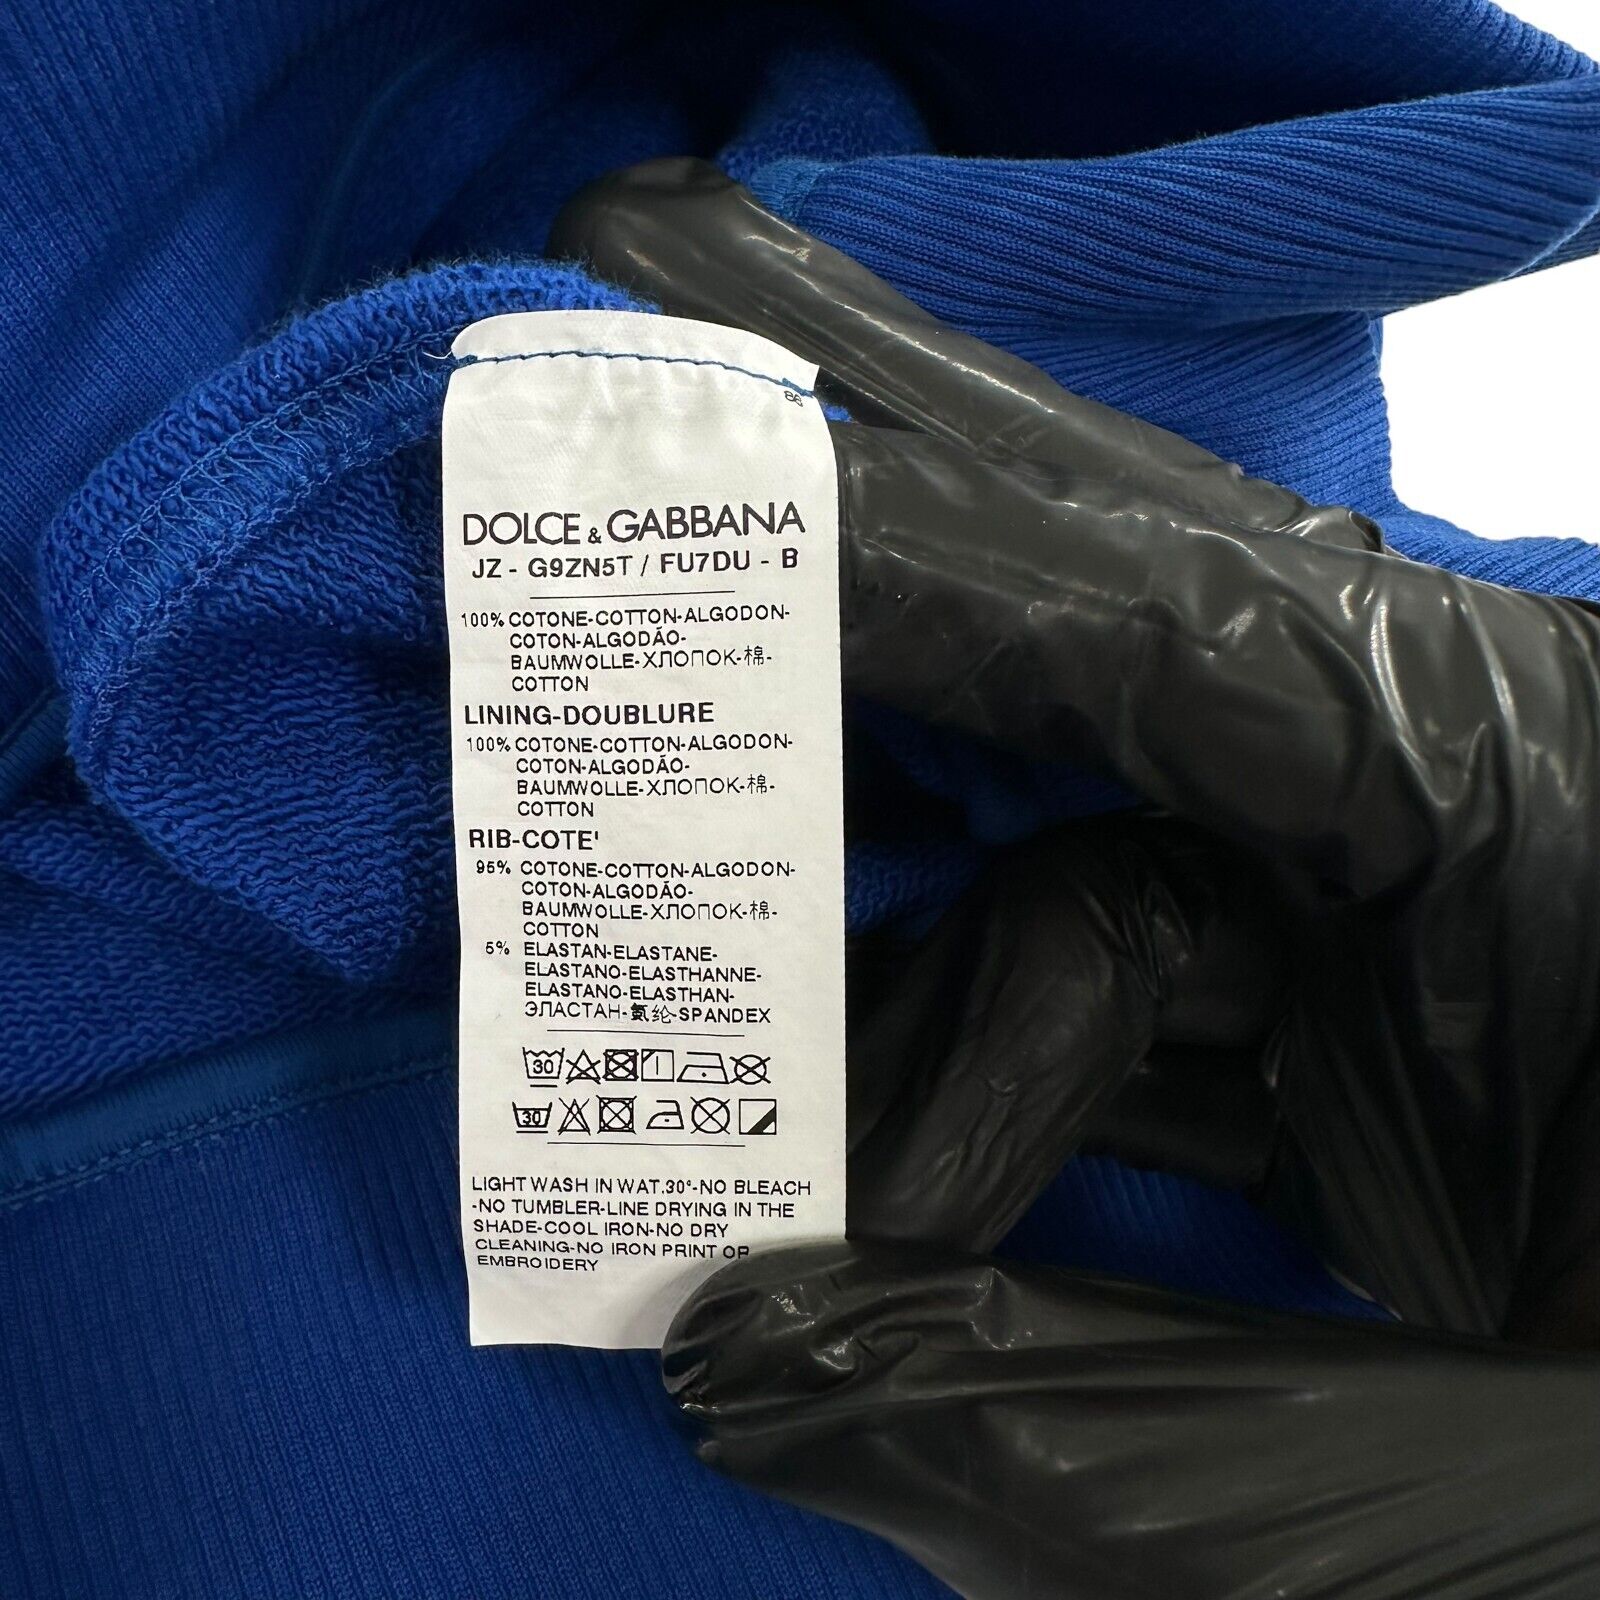 86
DOLCE & GABBANA
JZ - G9ZN5T / FU7DU - B
100% COTONE-COTTON-ALGODON-
COTON-ALGODÃO-
BAUMWOLLE-ХЛОПОК-棉-
COTTON
LINING-DOUBLURE
100% COTONE-COTTON-ALGODON-
COTON-ALGODÃO-
BAUMWOLLE-ХЛОПОК-棉-
COTTON
RIB-COTE'
95% COTONE-COTTON-ALGODON-
COTON-ALGODÃO-
BAUMWOLLE-ХЛОПОК-棉-
COTTON
5% ELASTAN-ELASTANE-
ELASTANO-ELASTHANNE-
ELASTANO-ELASTHAN-
ЭЛАСТАН-氨纶-SPANDEX
30
30
LIGHT WASH IN WAT.30°-NO BLEACH
-NO TUMBLER-LINE DRYING IN THE
SHADE-COOL IRON-NO DRY
CLEANING-NO IRON PRINT OR
EMBROIDERY